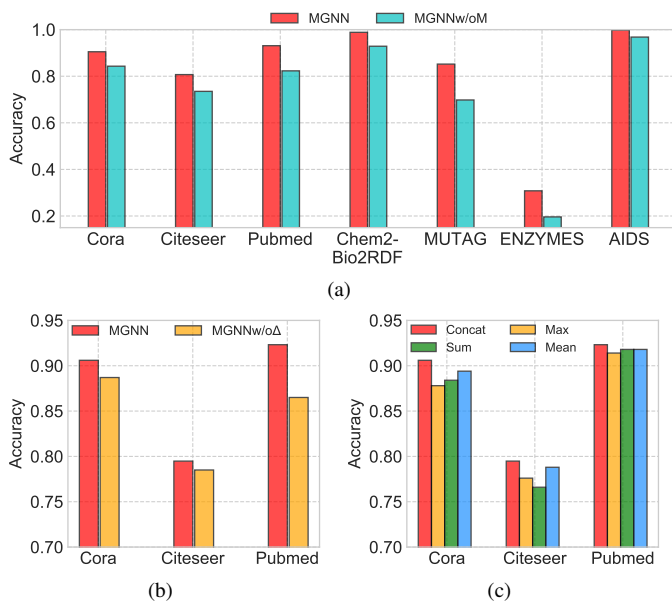 MGNN MGNNw/oM
1.0
0.8
0.6
0.4
0.2
Accuracy
Cora Citeseer Pubmed Chem2- MUTAG ENZYMES AIDS
Bio2RDF
(a)
0.95
0.90
0.85
0.80
0.75
0.70
Accuracy
MGNN MGNNw/oΔ
Cora Citeseer Pubmed
(b)
0.95
0.90
0.85
0.80
0.75
0.70
Accuracy
Concat Max
Sum Mean
Cora Citeseer Pubmed
(c)